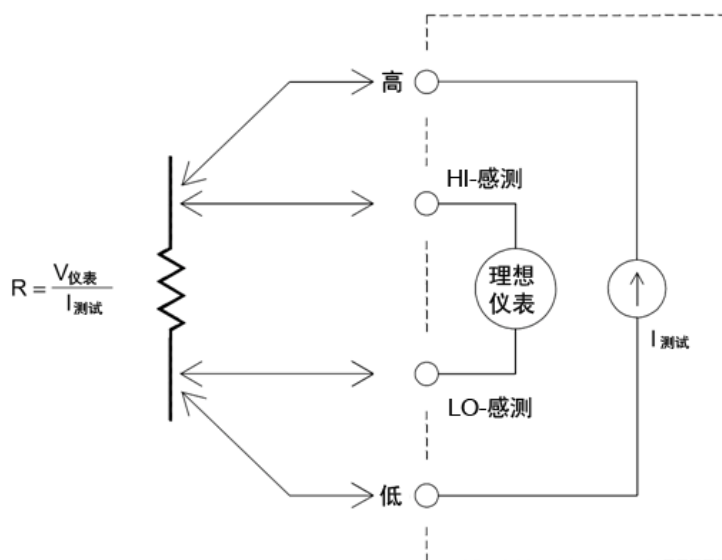 高
HI-感测
R = V仪表 / I测试
理想
仪表
I 测试
LO-感测
低